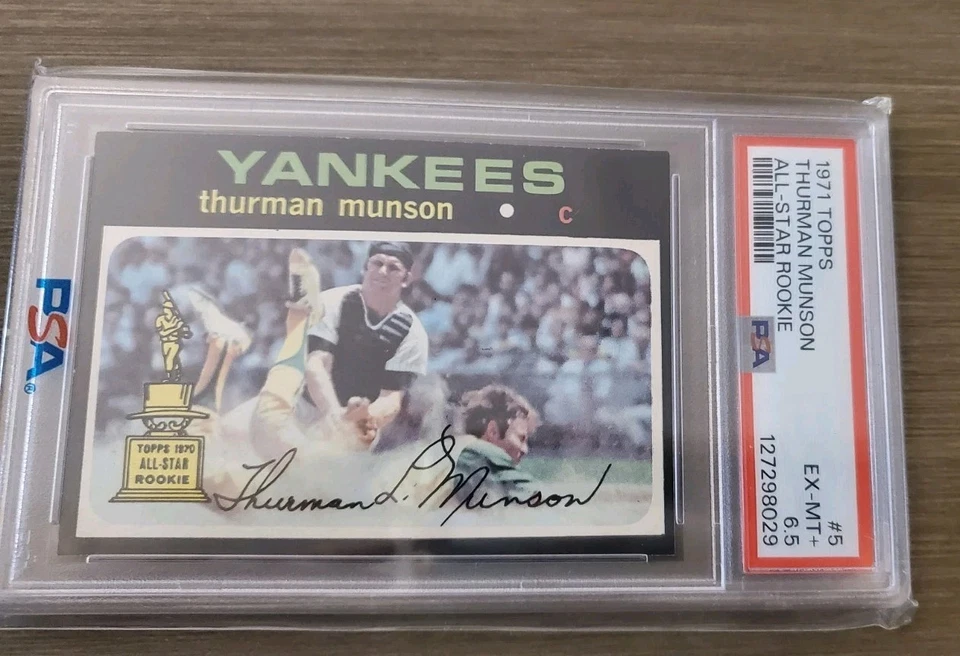 YANKEES
thurman munson • c
TOPPS 1970
ALL-STAR
ROOKIE
Thurman L. Munson
PSA®
1971 TOPPS
THURMAN MUNSON
ALL-STAR ROOKIE
PSA
#5
EX-MT+
6.5
127298029